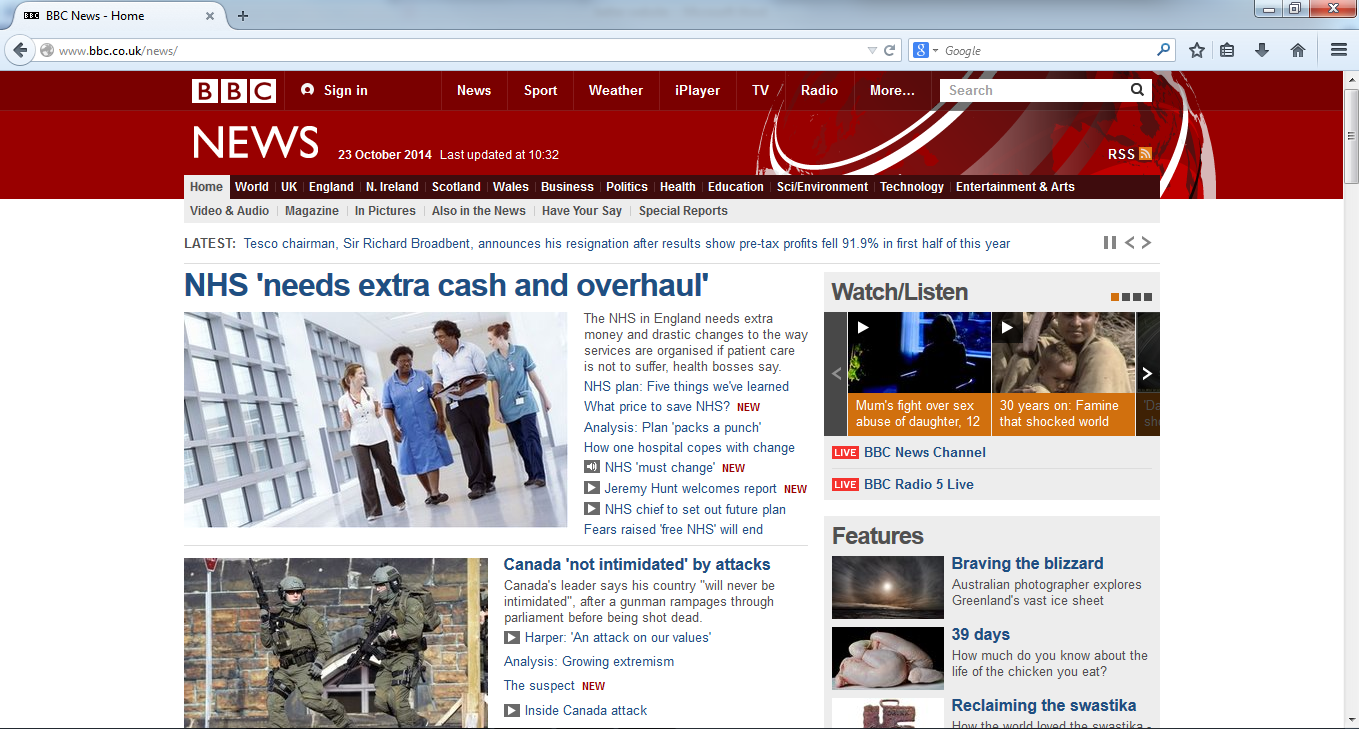 BBC News - Home
www.bbc.co.uk/news/
Google
BBC
Sign in
News
Sport
Weather
iPlayer
TV
Radio
More...
Search
NEWS
23 October 2014 Last updated at 10:32
RSS
Home World UK England N. Ireland Scotland Wales Business Politics Health Education Sci/Environment Technology Entertainment & Arts
Video & Audio Magazine In Pictures Also in the News Have Your Say Special Reports
LATEST: Tesco chairman, Sir Richard Broadbent, announces his resignation after results show pre-tax profits fell 91.9% in first half of this year
NHS 'needs extra cash and overhaul'
The NHS in England needs extra
money and drastic changes to the way
services are organised if patient care
is not to suffer, health bosses say.
NHS plan: Five things we've learned
What price to save NHS? NEW
Analysis: Plan 'packs a punch'
How one hospital copes with change
NHS 'must change' NEW
Jeremy Hunt welcomes report NEW
NHS chief to set out future plan
Fears raised 'free NHS' will end
Canada 'not intimidated' by attacks
Canada's leader says his country "will never be
intimidated", after a gunman rampages through
parliament before being shot dead.
Harper: 'An attack on our values'
Analysis: Growing extremism
The suspect NEW
Inside Canada attack
Watch/Listen
Mum's fight over sex
abuse of daughter, 12
30 years on: Famine
that shocked world
LIVE BBC News Channel
LIVE BBC Radio 5 Live
Features
Braving the blizzard
Australian photographer explores
Greenland's vast ice sheet
39 days
How much do you know about the
life of the chicken you eat?
Reclaiming the swastika
How the world loved the swastika -